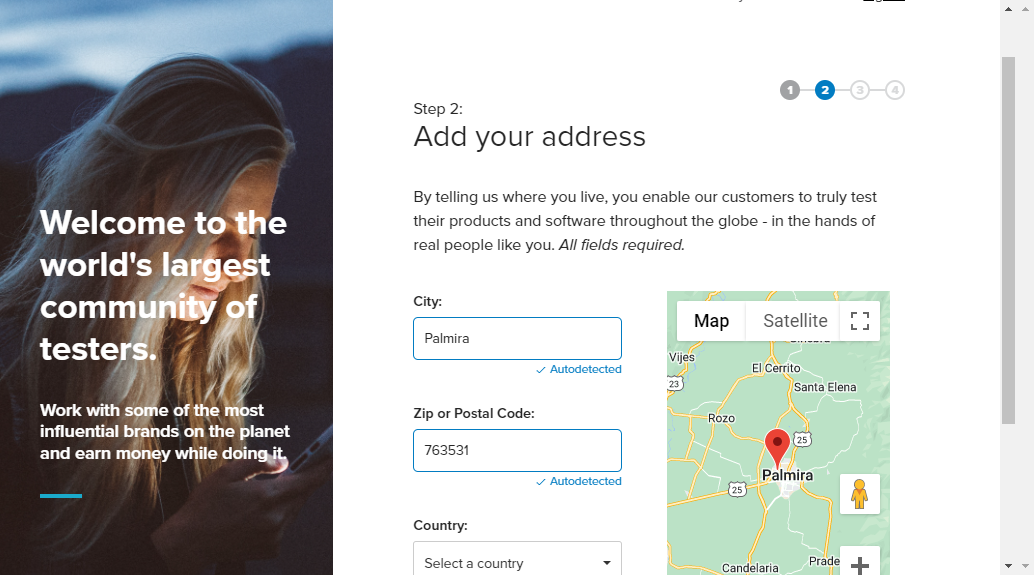 1 2 3 4
Step 2:
Add your address
By telling us where you live, you enable our customers to truly test
their products and software throughout the globe - in the hands of
real people like you. All fields required.
Welcome to the
world's largest
community of
testers.
Work with some of the most
influential brands on the planet
and earn money while doing it.
City:
Palmira
Autodetected
Zip or Postal Code:
763531
Autodetected
Country:
Select a country
Map Satellite
Vijes
El Cerrito
23
Santa Elena
Rozo
25
Palmira
25
Candelaria
Prade
+